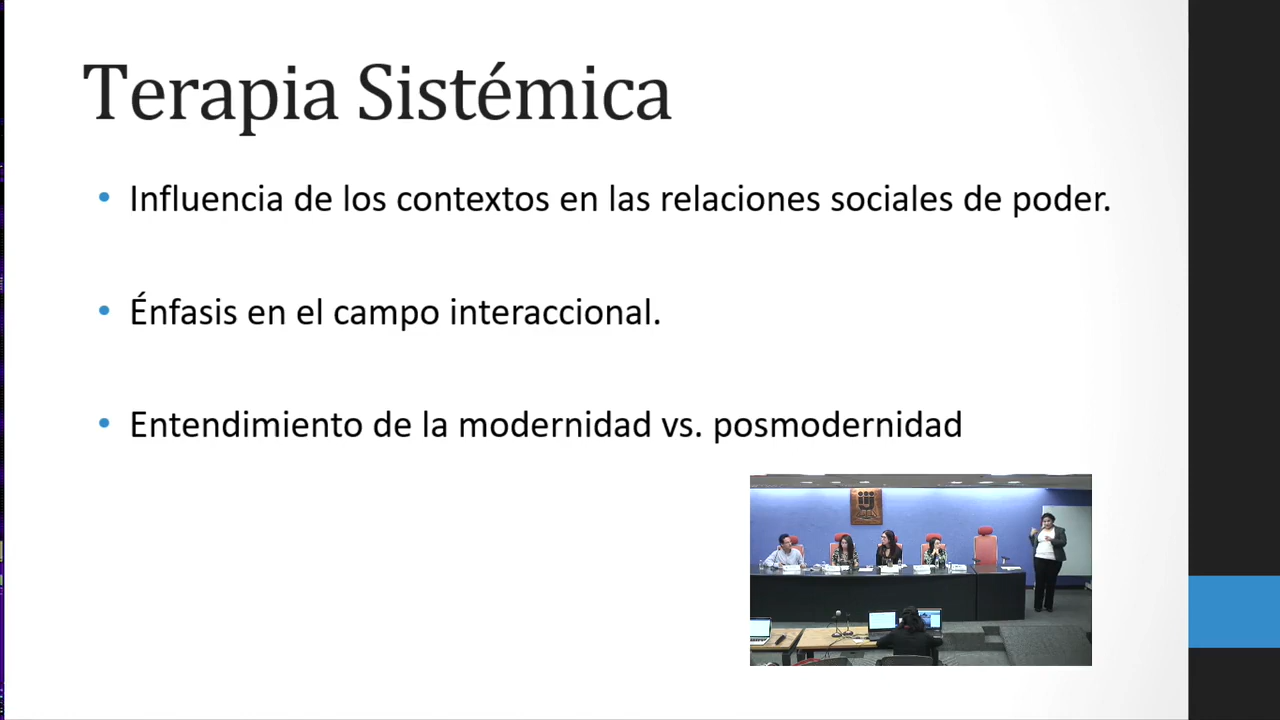 Terapia Sistémica
Influencia de los contextos en las relaciones sociales de poder.
Énfasis en el campo interaccional.
Entendimiento de la modernidad vs. posmodernidad